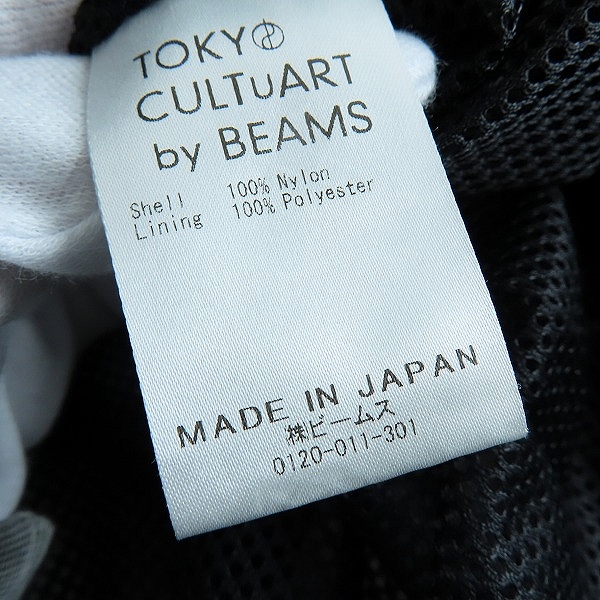 TOKYO
CULTUART
by BEAMS
Shell 100% Nylon
Lining 100% Polyester
MADE IN JAPAN
㈱ビームス
0120-011-301